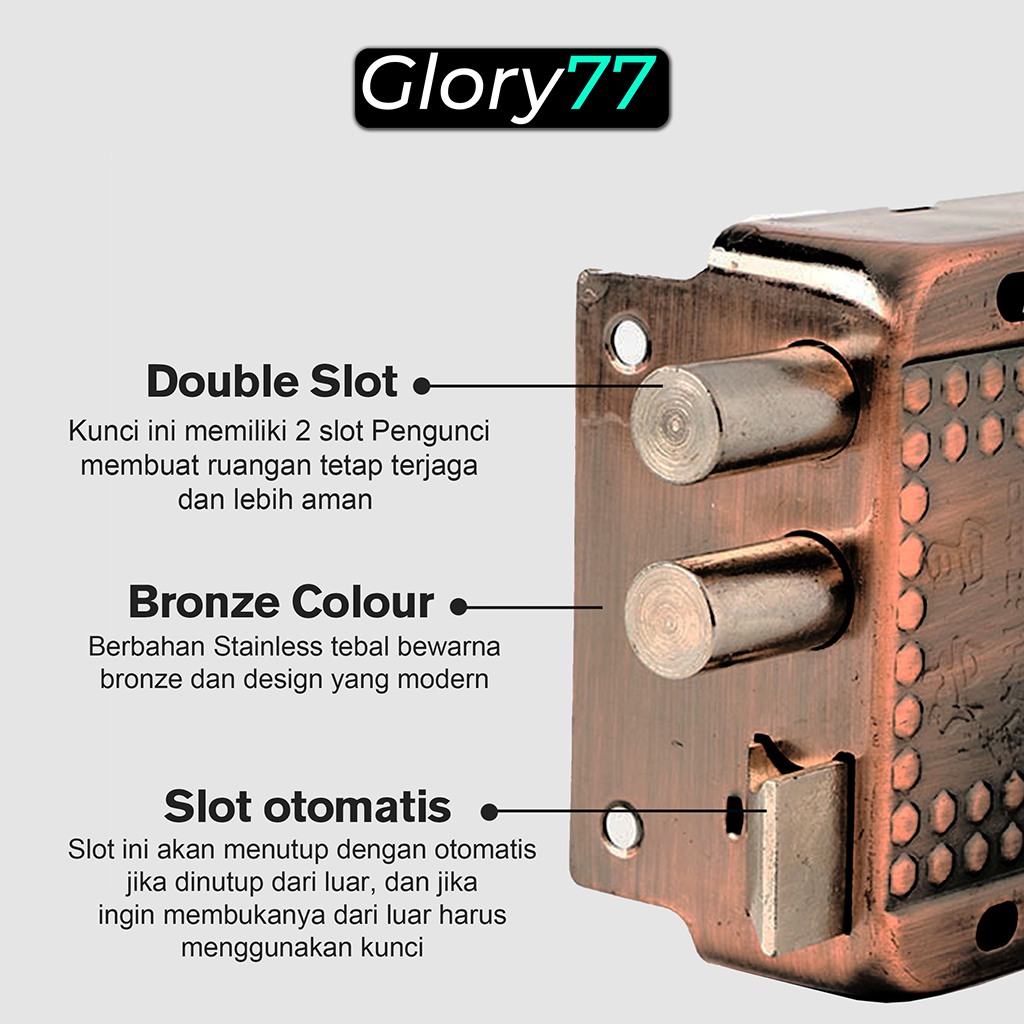 Glory77
Double Slot
Kunci ini memiliki 2 slot Pengunci
membuat ruangan tetap terjaga
dan lebih aman
Bronze Colour
Berbahan Stainless tebal bewarna
bronze dan design yang modern
Slot otomatis
Slot ini akan menutup dengan otomatis
jika dinutup dari luar, dan jika
ingin membukanya dari luar harus
menggunakan kunci